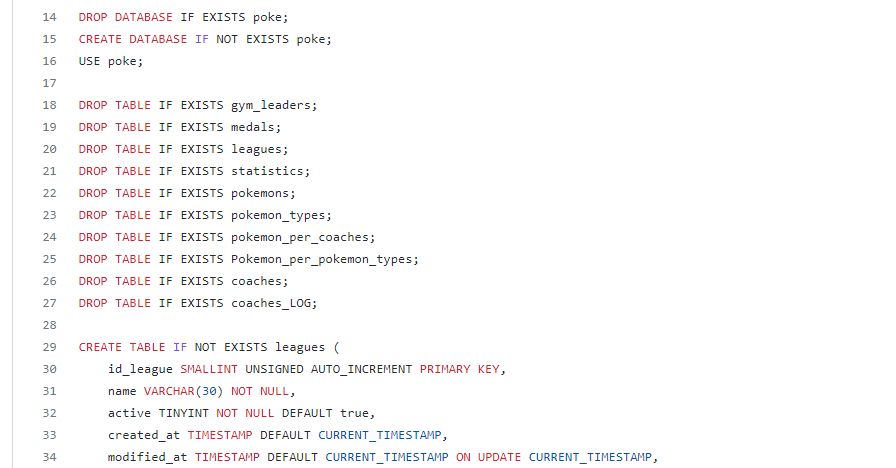 14 DROP DATABASE IF EXISTS poke;
15 CREATE DATABASE IF NOT EXISTS poke;
16 USE poke;
17
18 DROP TABLE IF EXISTS gym_leaders;
19 DROP TABLE IF EXISTS medals;
20 DROP TABLE IF EXISTS leagues;
21 DROP TABLE IF EXISTS statistics;
22 DROP TABLE IF EXISTS pokemons;
23 DROP TABLE IF EXISTS pokemon_types;
24 DROP TABLE IF EXISTS pokemon_per_coaches;
25 DROP TABLE IF EXISTS Pokemon_per_pokemon_types;
26 DROP TABLE IF EXISTS coaches;
27 DROP TABLE IF EXISTS coaches_LOG;
28
29 CREATE TABLE IF NOT EXISTS leagues (
30 id_league SMALLINT UNSIGNED AUTO_INCREMENT PRIMARY KEY,
31 name VARCHAR(30) NOT NULL,
32 active TINYINT NOT NULL DEFAULT true,
33 created_at TIMESTAMP DEFAULT CURRENT_TIMESTAMP,
34 modified_at TIMESTAMP DEFAULT CURRENT_TIMESTAMP ON UPDATE CURRENT_TIMESTAMP,